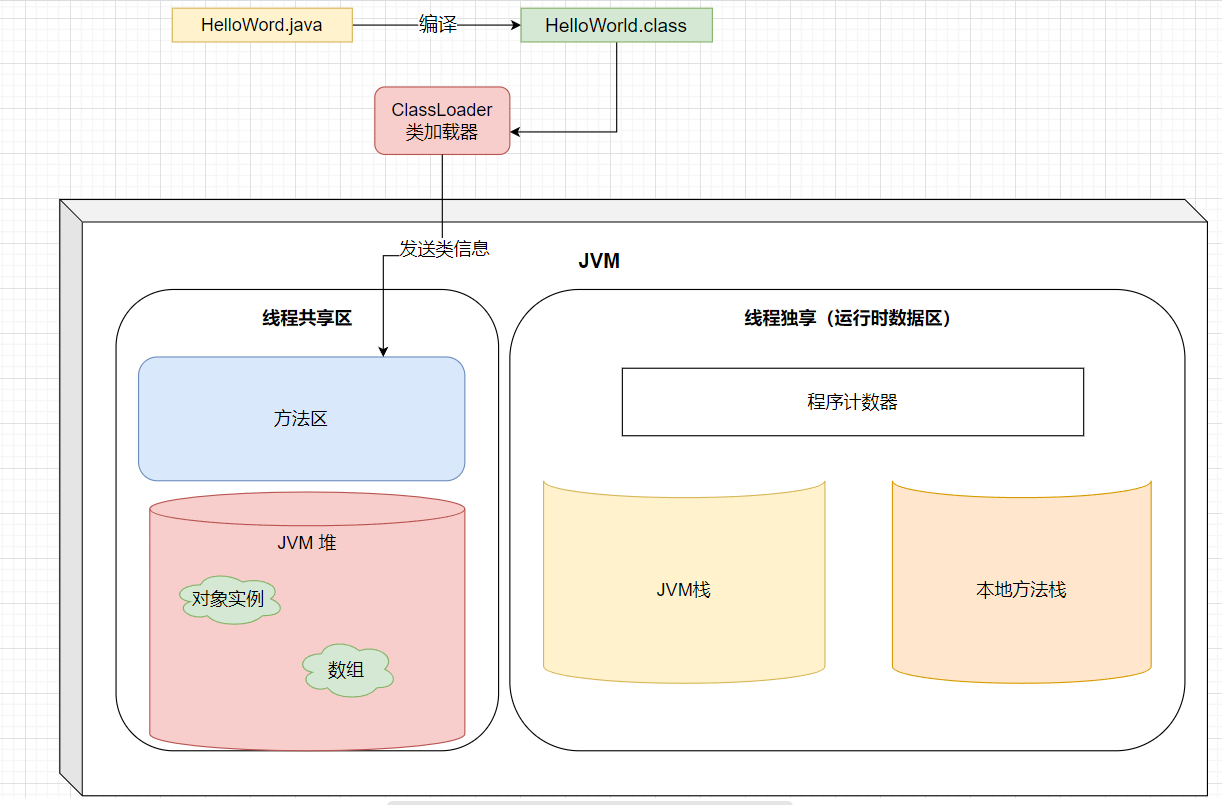 HelloWord.java
编译
HelloWorld.class
ClassLoader
类加载器
发送类信息
JVM
线程共享区
线程独享（运行时数据区）
方法区
程序计数器
JVM 堆
对象实例
数组
JVM栈
本地方法栈